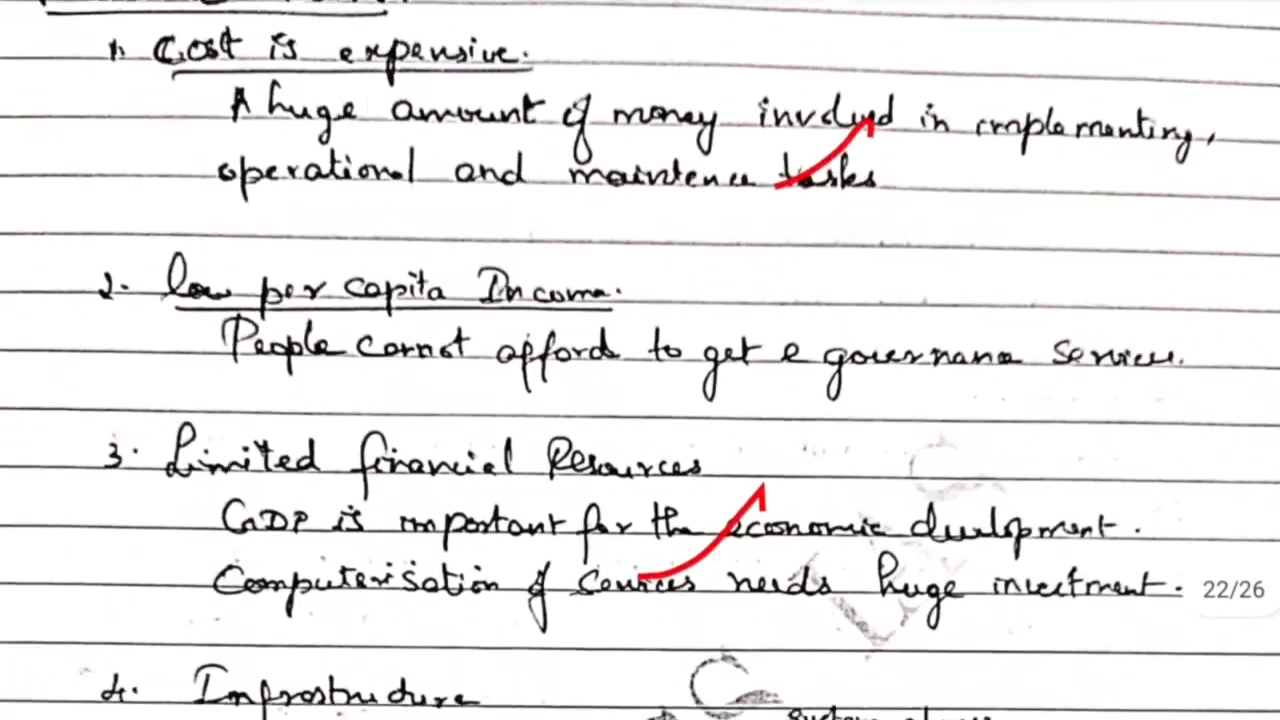 1. Cost is expensive.
A huge amount of money involved in implementing,
operational and maintence tasks
2. low per capita Income.
People cannot afford to get e governance services.
3. Limited financial Resources
GDP is important for the economic development.
Computerisation of services needs huge investment.
22/26
4. Infrostruture